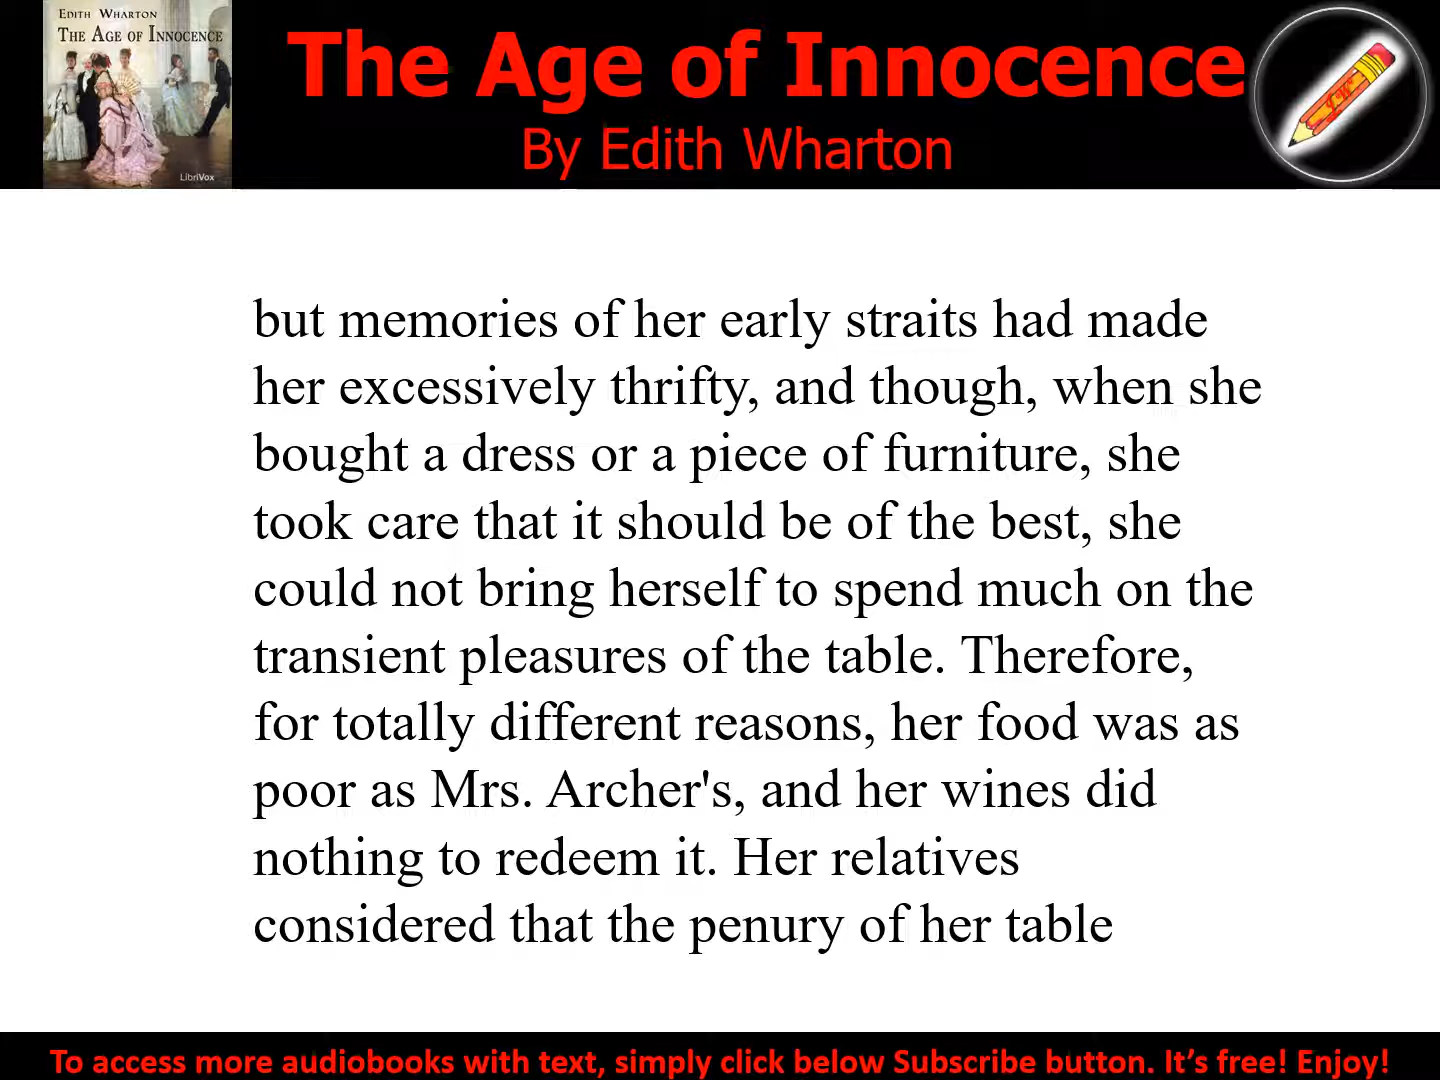 EDITH WHARTON
THE AGE OF INNOCENCE
LibriVox
The Age of Innocence
By Edith Wharton
but memories of her early straits had made
her excessively thrifty, and though, when she
bought a dress or a piece of furniture, she
took care that it should be of the best, she
could not bring herself to spend much on the
transient pleasures of the table. Therefore,
for totally different reasons, her food was as
poor as Mrs. Archer's, and her wines did
nothing to redeem it. Her relatives
considered that the penury of her table
To access more audiobooks with text, simply click below Subscribe button. It’s free! Enjoy!